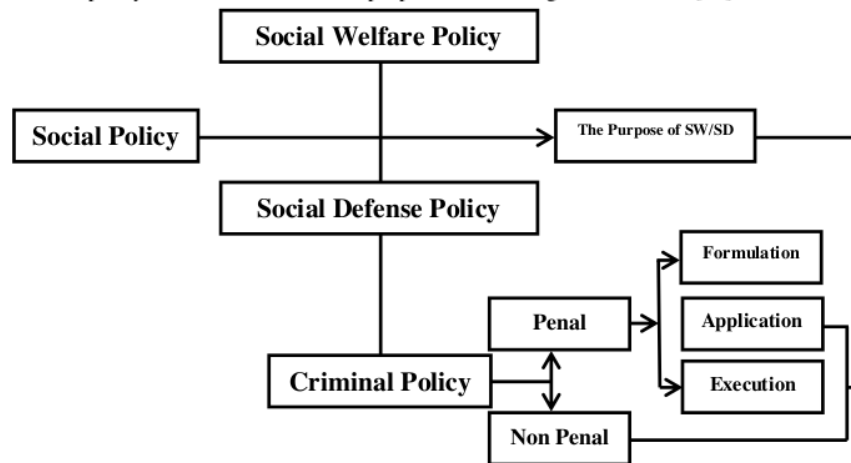 Social Welfare Policy
Social Policy
The Purpose of SW/SD
Social Defense Policy
Formulation
Penal
Application
Criminal Policy
Execution
Non Penal